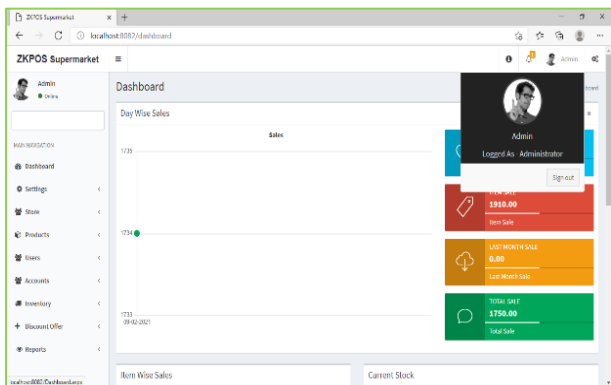 ZKPOS Supermarket
localhost:8082/dashboard
ZKPOS Supermarket
Admin
Admin
Online
Dashboard
Day Wise Sales
Admin
Logged As Administrator
Sign out
MAIN NAVIGATION
Dashboard
Settings
Store
Products
Users
Accounts
Inventory
Discount Offer
Reports
Sales
1735
1734
1733
09-02-2021
1910.00
Item Sale
LAST MONTH SALE
0.00
Last Month Sale
TOTAL SALE
1750.00
Total Sale
Item Wise Sales
Current Stock
localhost:8082/Dashboard.aspx